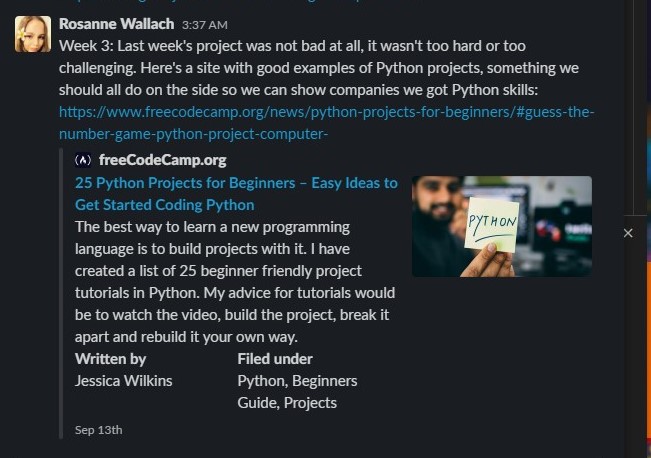 Rosanne Wallach 3:37 AM
Week 3: Last week's project was not bad at all, it wasn't too hard or too
challenging. Here's a site with good examples of Python projects, something we
should all do on the side so we can show companies we got Python skills:
https://www.freecodecamp.org/news/python-projects-for-beginners/#guess-the-
number-game-python-project-computer-
freeCodeCamp.org
25 Python Projects for Beginners – Easy Ideas to
Get Started Coding Python
The best way to learn a new programming
language is to build projects with it. I have
created a list of 25 beginner friendly project
tutorials in Python. My advice for tutorials would
be to watch the video, build the project, break it
apart and rebuild it your own way.
PYTHON
Written by Filed under
Jessica Wilkins Python, Beginners
Guide, Projects
Sep 13th